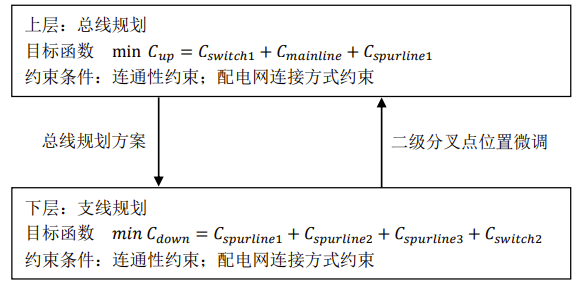 上层：总线规划
目标函数 min C_up = C_switch1 + C_mainline + C_spurline1
约束条件：连通性约束；配电网连接方式约束
总线规划方案
二级分叉点位置微调
下层：支线规划
目标函数 min C_down = C_spurline1 + C_spurline2 + C_spurline3 + C_switch2
约束条件：连通性约束；配电网连接方式约束